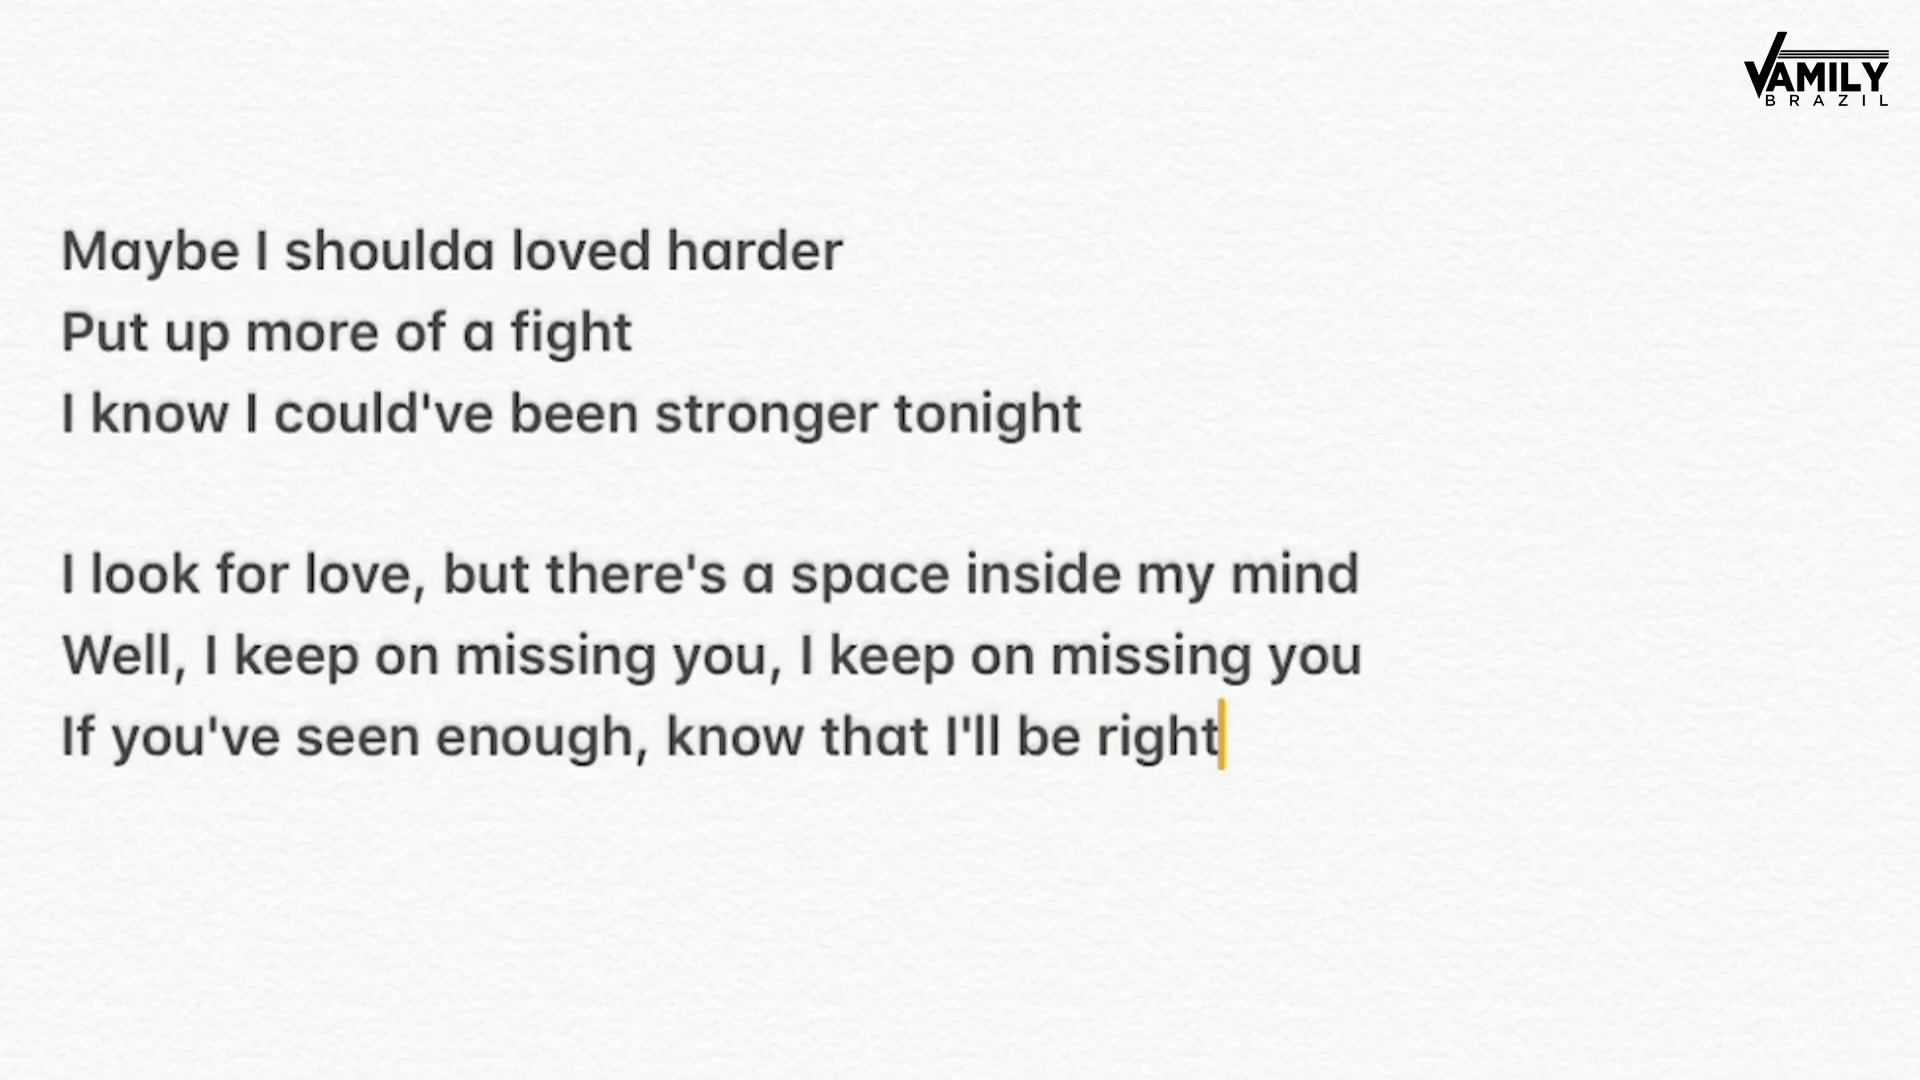 VAMILY
BRAZIL
Maybe I shoulda loved harder
Put up more of a fight
I know I could've been stronger tonight
I look for love, but there's a space inside my mind
Well, I keep on missing you, I keep on missing you
If you've seen enough, know that I'll be right